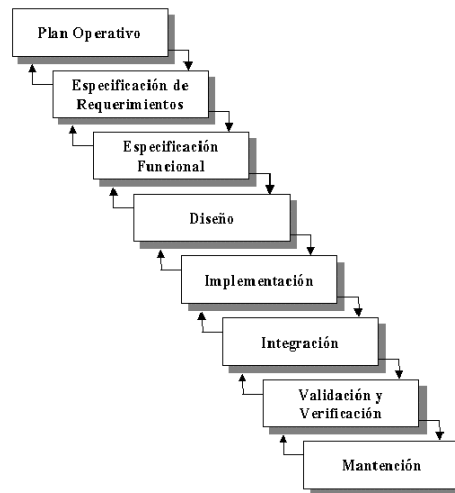 Plan Operativo
Especificación de
Requerimientos
Especificación
Funcional
Diseño
Implementación
Integración
Validación y
Verificación
Mantención